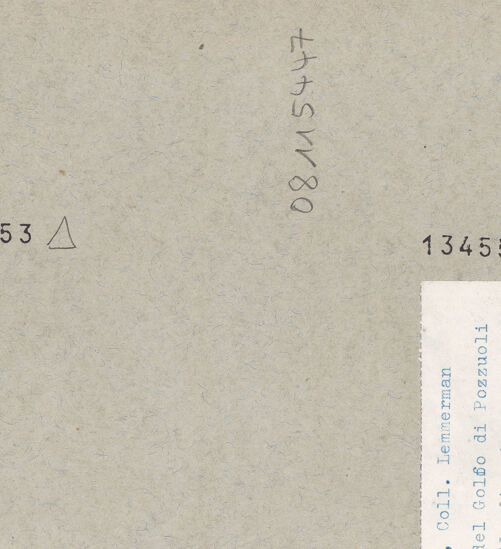 08115447
53 △
13455
, Coll. Lemmerman
del Golfo di Pozzuoli